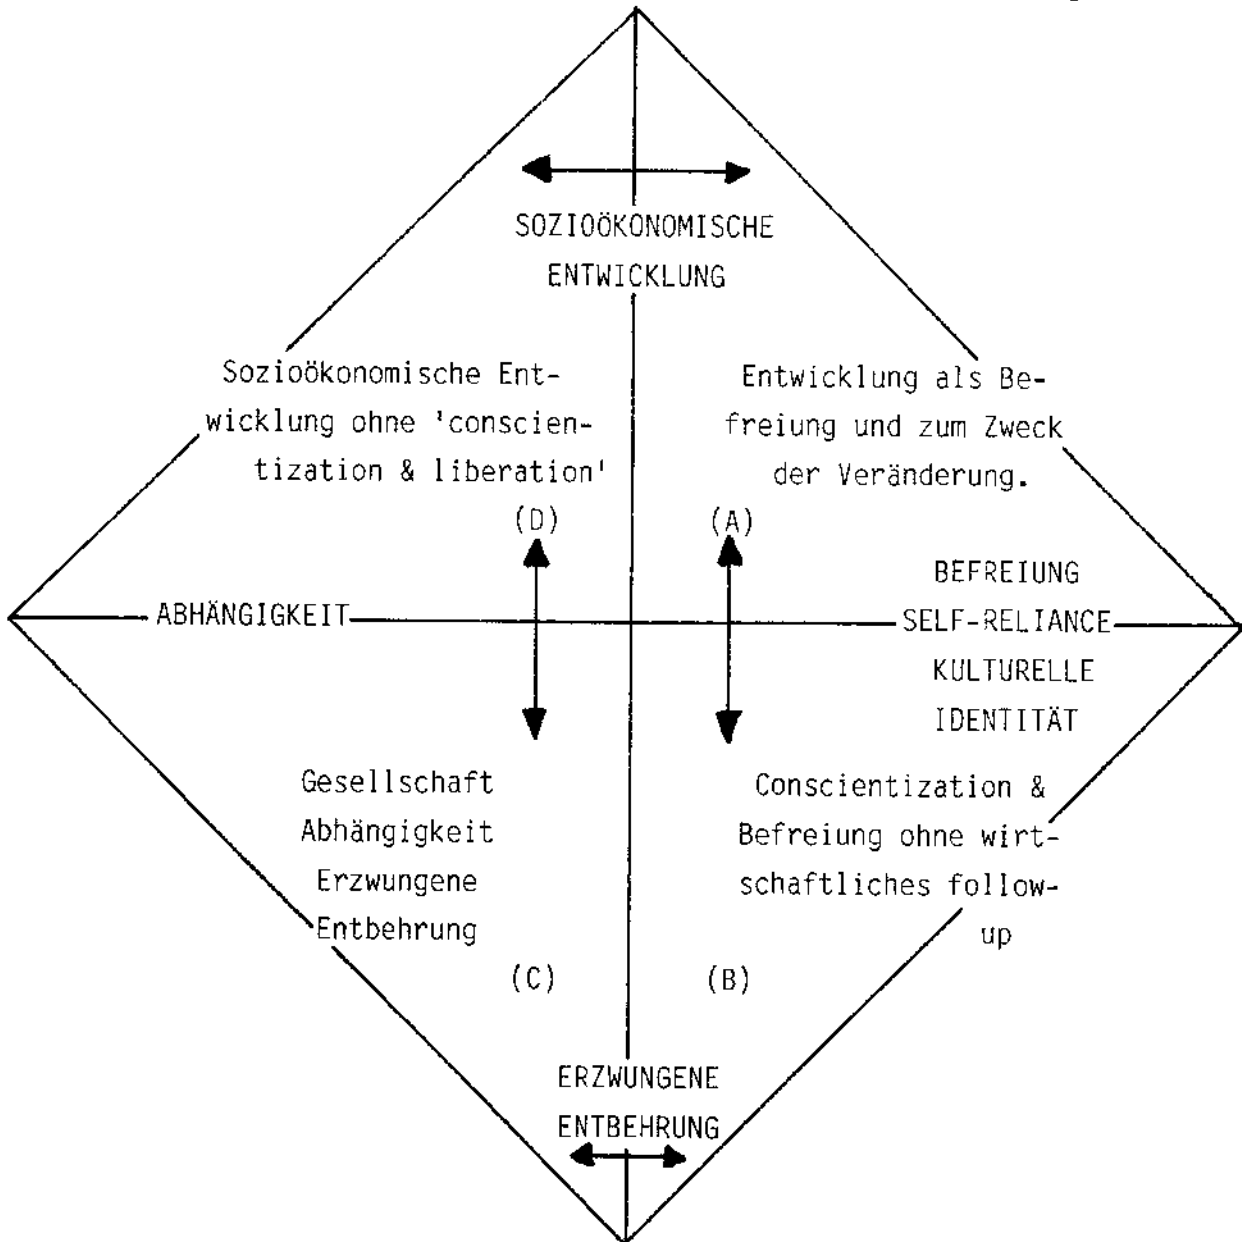 SOZIOÖKONOMISCHE
ENTWICKLUNG
Sozioökonomische Ent-
wicklung ohne 'conscien-
tization & liberation'
(D)
Entwicklung als Be-
freiung und zum Zweck
der Veränderung.
(A)
ABHÄNGIGKEIT
BEFREIUNG
SELF-RELIANCE
KULTURELLE
IDENTITÄT
Gesellschaft
Abhängigkeit
Erzwungene
Entbehrung
(C)
Conscientization &
Befreiung ohne wirt-
schaftliches follow-
up
(B)
ERZWUNGENE
ENTBEHRUNG